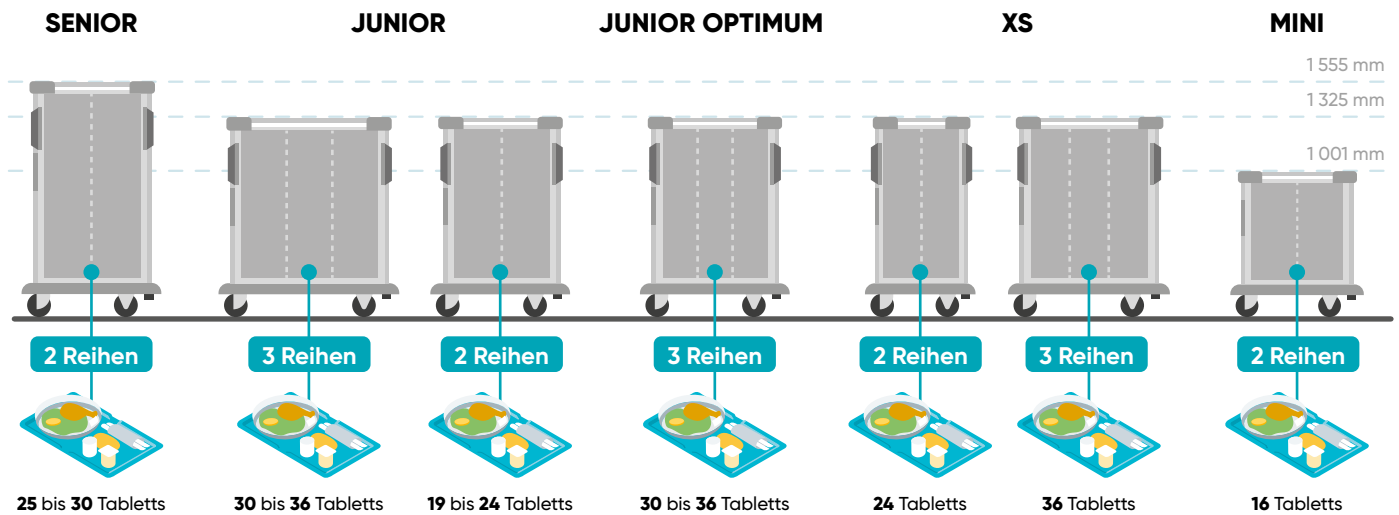 SENIOR
JUNIOR
JUNIOR OPTIMUM
XS
MINI
1 555 mm
1 325 mm
1 001 mm
2 Reihen
3 Reihen
2 Reihen
3 Reihen
2 Reihen
3 Reihen
2 Reihen
25 bis 30 Tabletts
30 bis 36 Tabletts
19 bis 24 Tabletts
30 bis 36 Tabletts
24 Tabletts
36 Tabletts
16 Tabletts